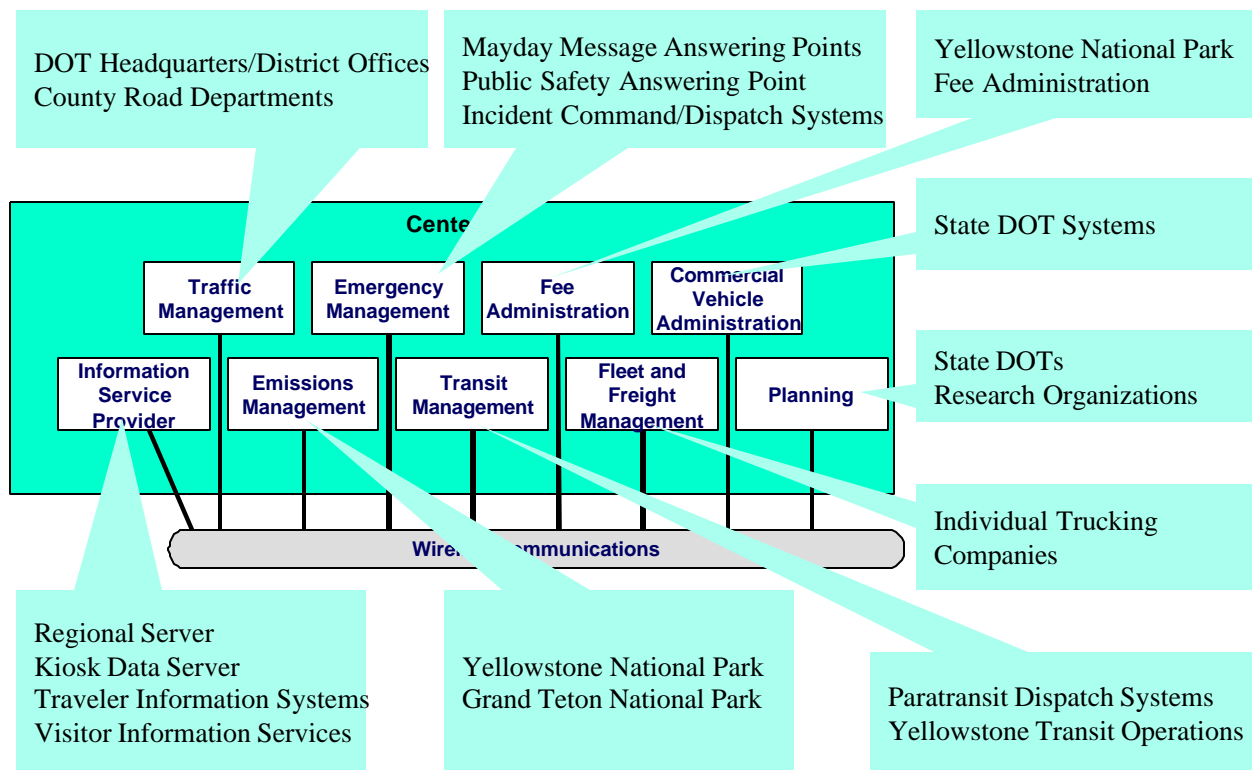 DOT Headquarters/District Offices
County Road Departments
Mayday Message Answering Points
Public Safety Answering Point
Incident Command/Dispatch Systems
Yellowstone National Park
Fee Administration
State DOT Systems
Cente
Traffic
Management
Emergency
Management
Fee
Administration
Commercial
Vehicle
Administration
Information
Service
Provider
Emissions
Management
Transit
Management
Fleet and
Freight
Management
Planning
State DOTs
Research Organizations
Individual Trucking
Companies
Regional Server
Kiosk Data Server
Traveler Information Systems
Visitor Information Services
Yellowstone National Park
Grand Teton National Park
Paratransit Dispatch Systems
Yellowstone Transit Operations